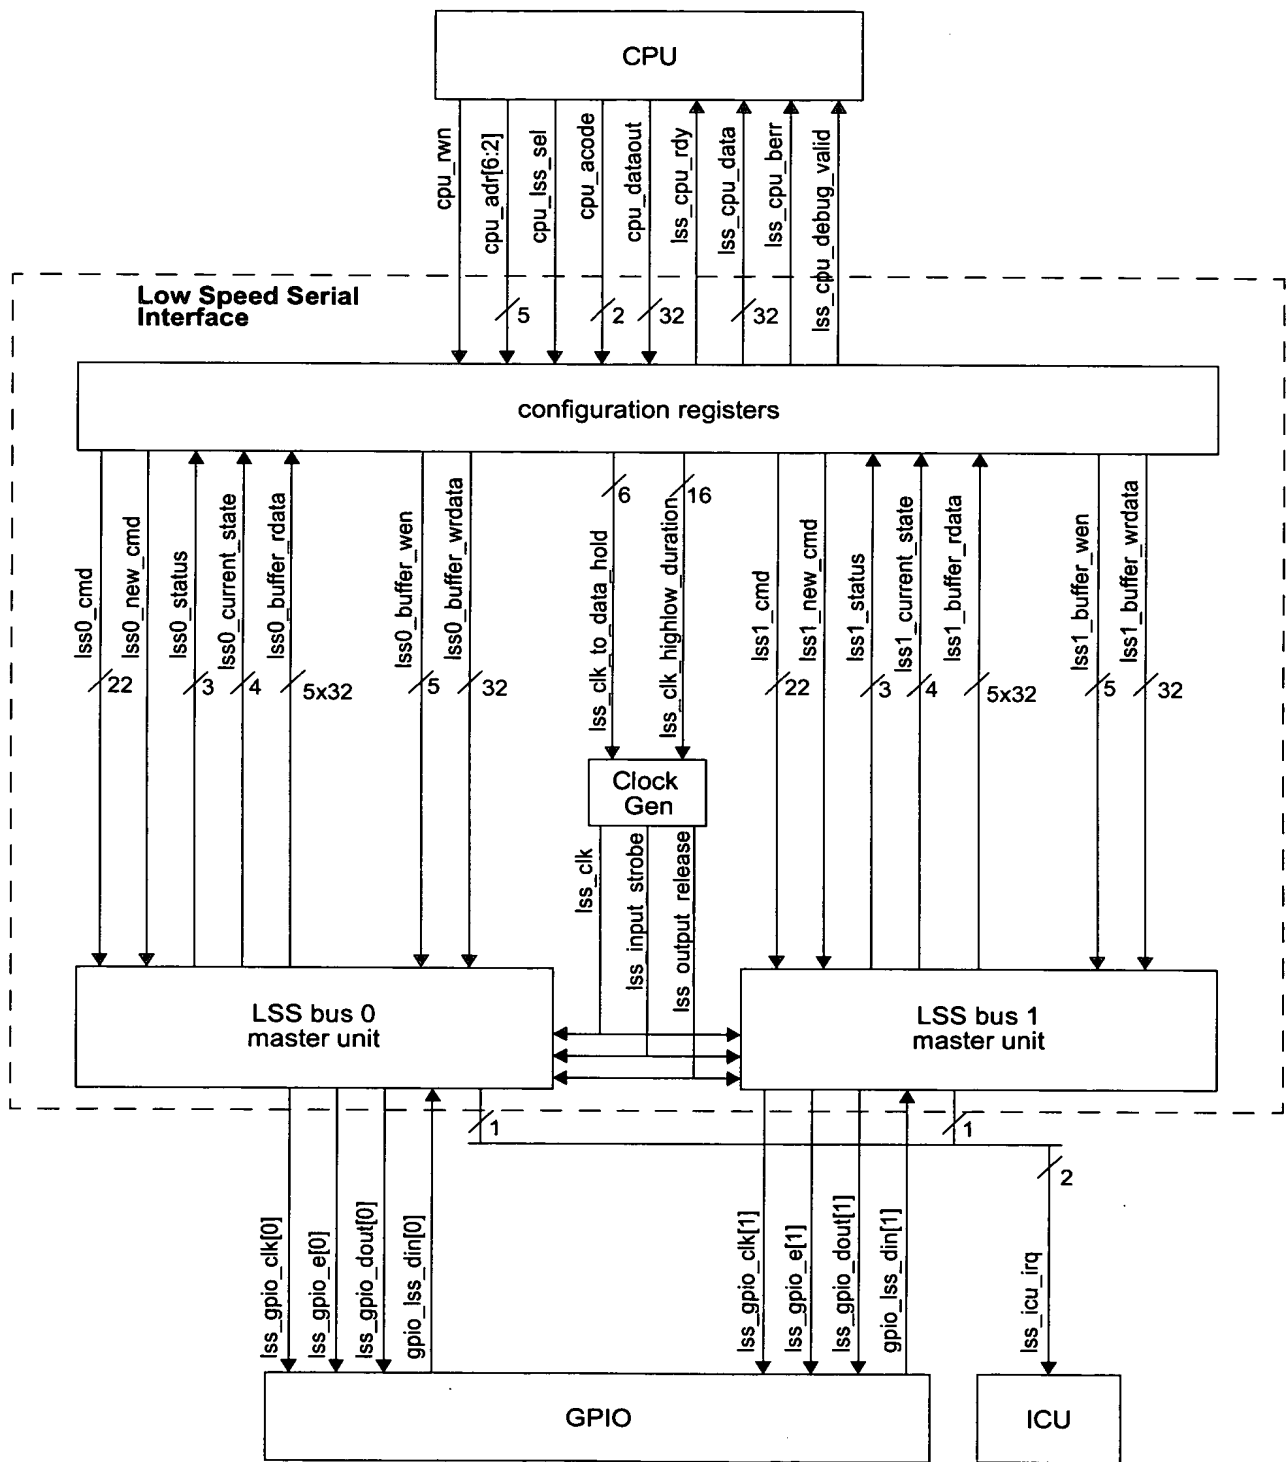 CPU
cpu_rwn
cpu_adr[6:2]
cpu_lss_sel
cpu_acode
cpu_dataout
lss_cpu_rdy
lss_cpu_data
lss_cpu_berr
lss_cpu_debug_valid
Low Speed Serial
Interface
5
2
32
32
configuration registers
lss0_cmd
lss0_new_cmd
lss0_status
lss0_current_state
lss0_buffer_rdata
lss0_buffer_wen
lss0_buffer_wrdata
lss_clk_to_data_hold
lss_clk_highlow_duration
lss1_cmd
lss1_new_cmd
lss1_status
lss1_current_state
lss1_buffer_rdata
lss1_buffer_wen
lss1_buffer_wrdata
6
16
22
3
4
5x32
5
32
22
3
4
5x32
5
32
Clock
Gen
lss_clk
lss_input_strobe
lss_output_release
LSS bus 0
master unit
LSS bus 1
master unit
1
1
2
lss_gpio_clk[0]
lss_gpio_e[0]
lss_gpio_dout[0]
gpio_lss_din[0]
lss_gpio_clk[1]
lss_gpio_e[1]
lss_gpio_dout[1]
gpio_lss_din[1]
lss_icu_irq
GPIO
ICU